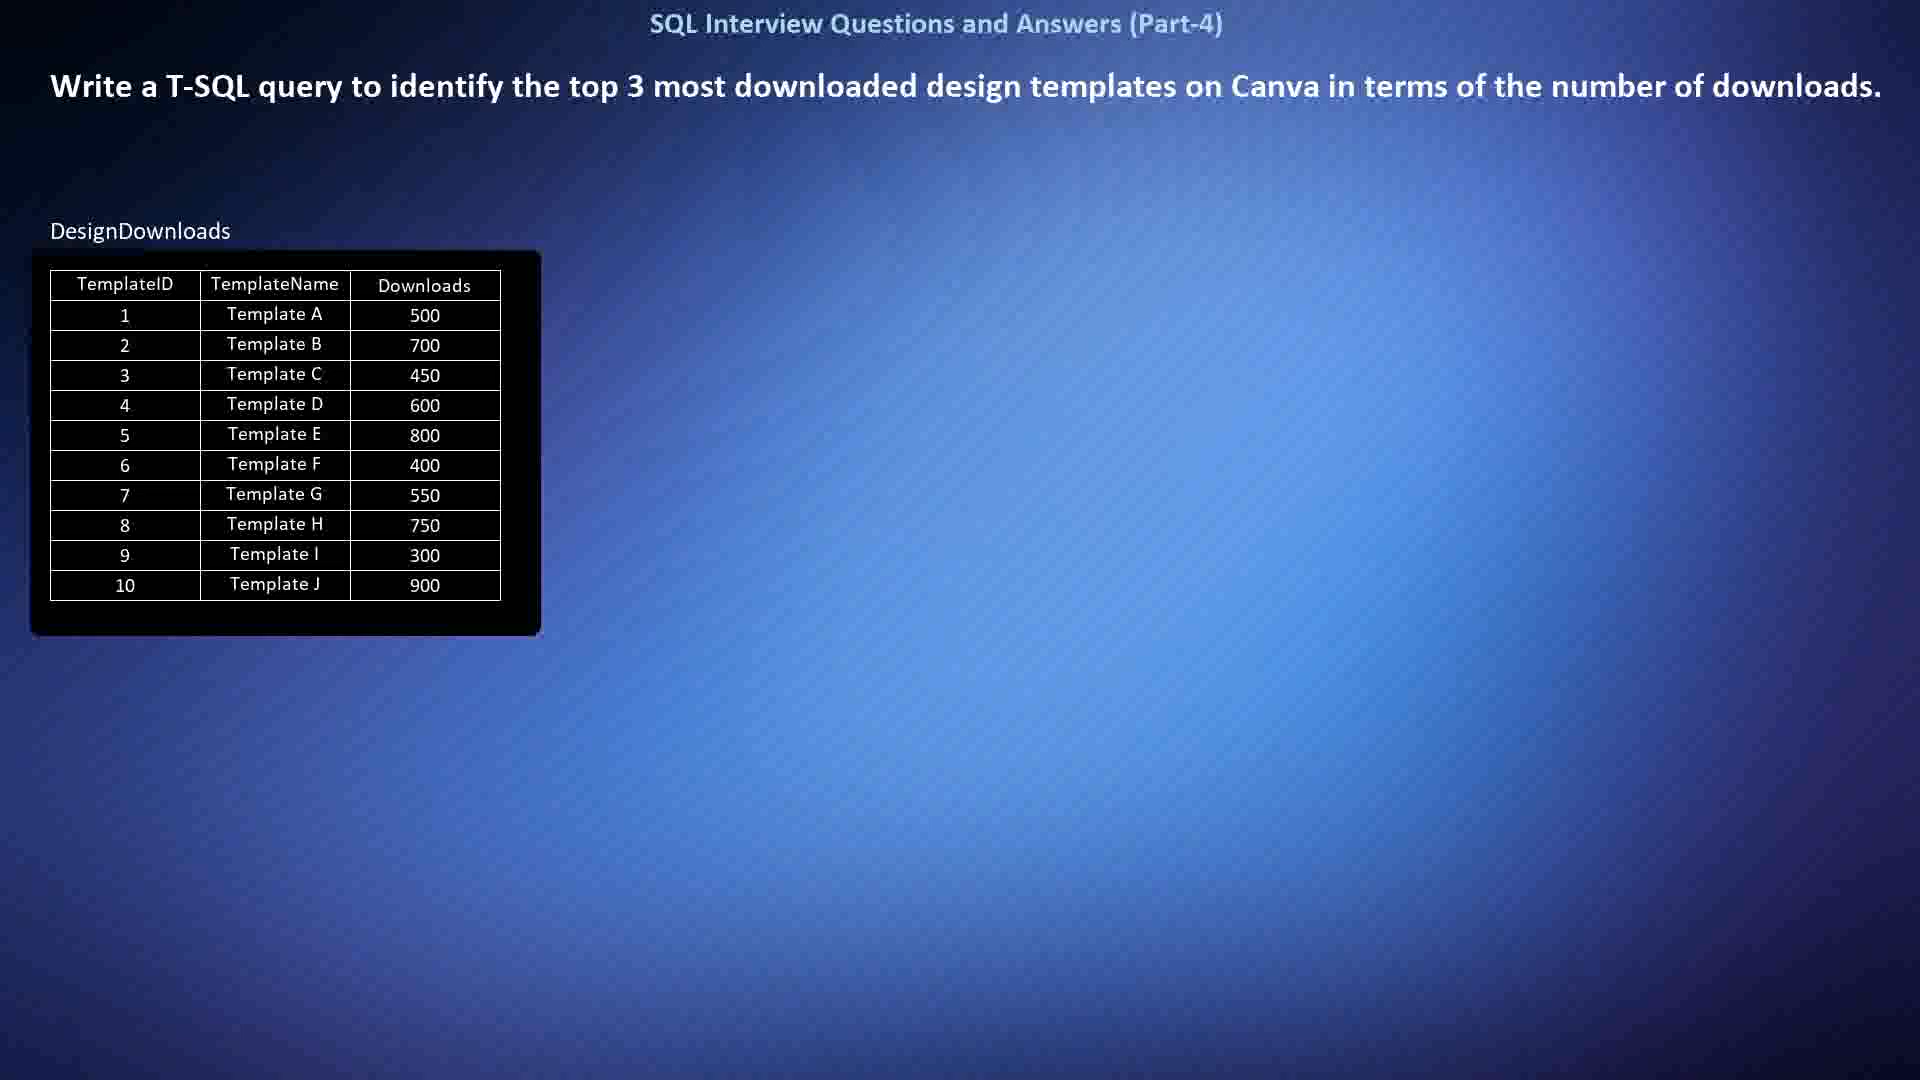 SQL Interview Questions and Answers (Part-4)
Write a T-SQL query to identify the top 3 most downloaded design templates on Canva in terms of the number of downloads.
DesignDownloads
TemplateID TemplateName Downloads
1 Template A 500
2 Template B 700
3 Template C 450
4 Template D 600
5 Template E 800
6 Template F 400
7 Template G 550
8 Template H 750
9 Template I 300
10 Template J 900